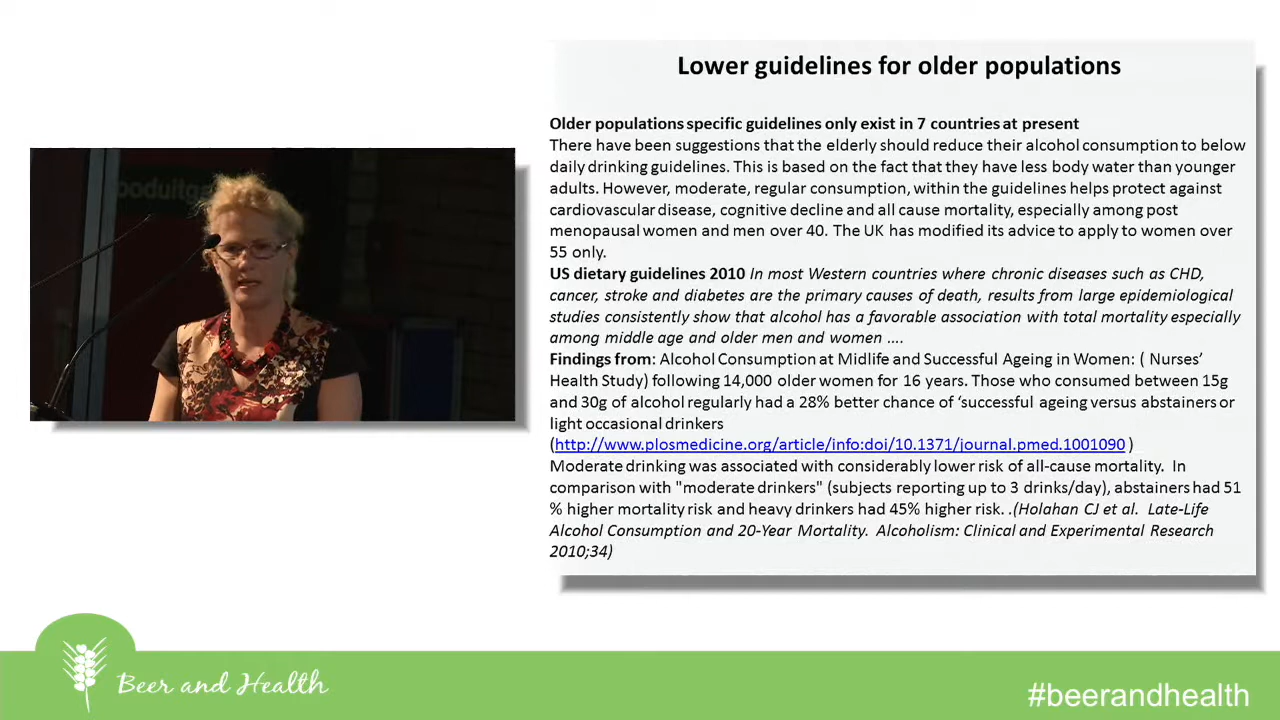 Lower guidelines for older populations
Older populations specific guidelines only exist in 7 countries at present
There have been suggestions that the elderly should reduce their alcohol consumption to below
daily drinking guidelines. This is based on the fact that they have less body water than younger
adults. However, moderate, regular consumption, within the guidelines helps protect against
cardiovascular disease, cognitive decline and all cause mortality, especially among post
menopausal women and men over 40. The UK has modified its advice to apply to women over
55 only.
US dietary guidelines 2010 In most Western countries where chronic diseases such as CHD,
cancer, stroke and diabetes are the primary causes of death, results from large epidemiological
studies consistently show that alcohol has a favorable association with total mortality especially
among middle age and older men and women ....
Findings from: Alcohol Consumption at Midlife and Successful Ageing in Women: ( Nurses’
Health Study) following 14,000 older women for 16 years. Those who consumed between 15g
and 30g of alcohol regularly had a 28% better chance of ‘successful ageing versus abstainers or
light occasional drinkers
(http://www.plosmedicine.org/article/info:doi/10.1371/journal.pmed.1001090 )
Moderate drinking was associated with considerably lower risk of all-cause mortality. In
comparison with "moderate drinkers" (subjects reporting up to 3 drinks/day), abstainers had 51
% higher mortality risk and heavy drinkers had 45% higher risk. .(Holahan CJ et al. Late-Life
Alcohol Consumption and 20-Year Mortality. Alcoholism: Clinical and Experimental Research
2010;34)
Beer and Health
#beerandhealth